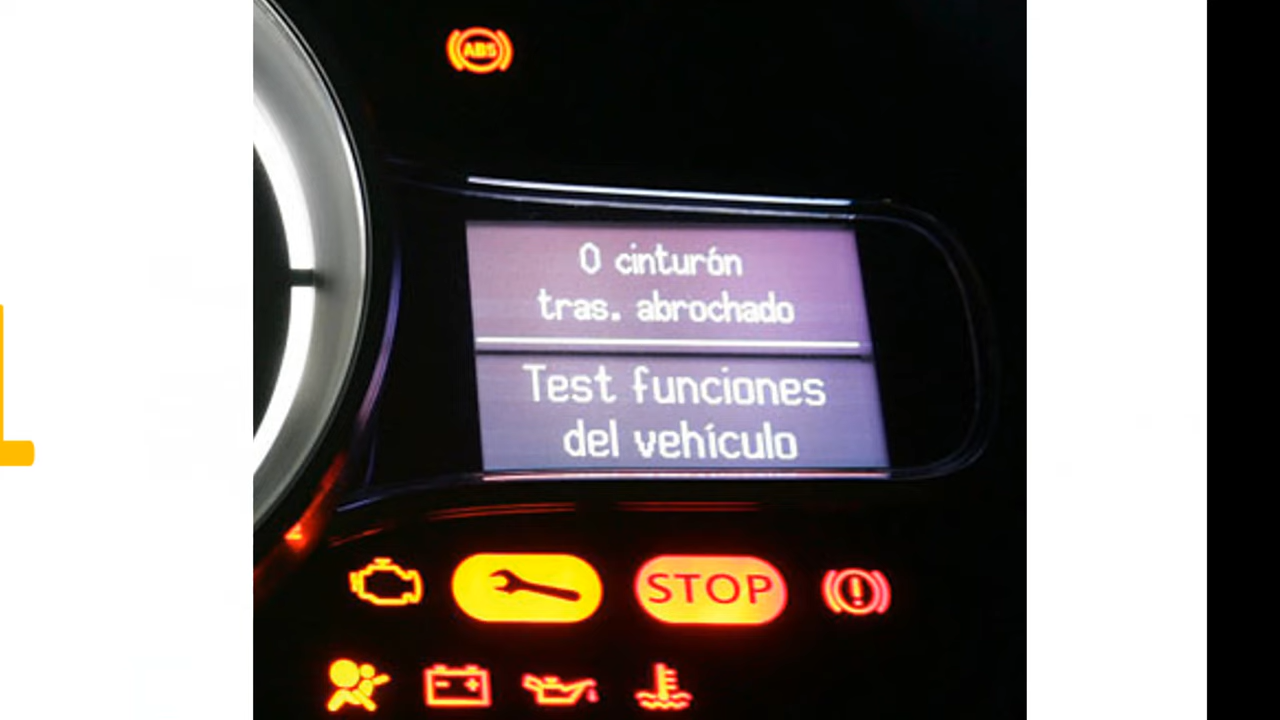 ABS
0 cinturón
tras. abrochado
Test funciones
del vehículo
STOP